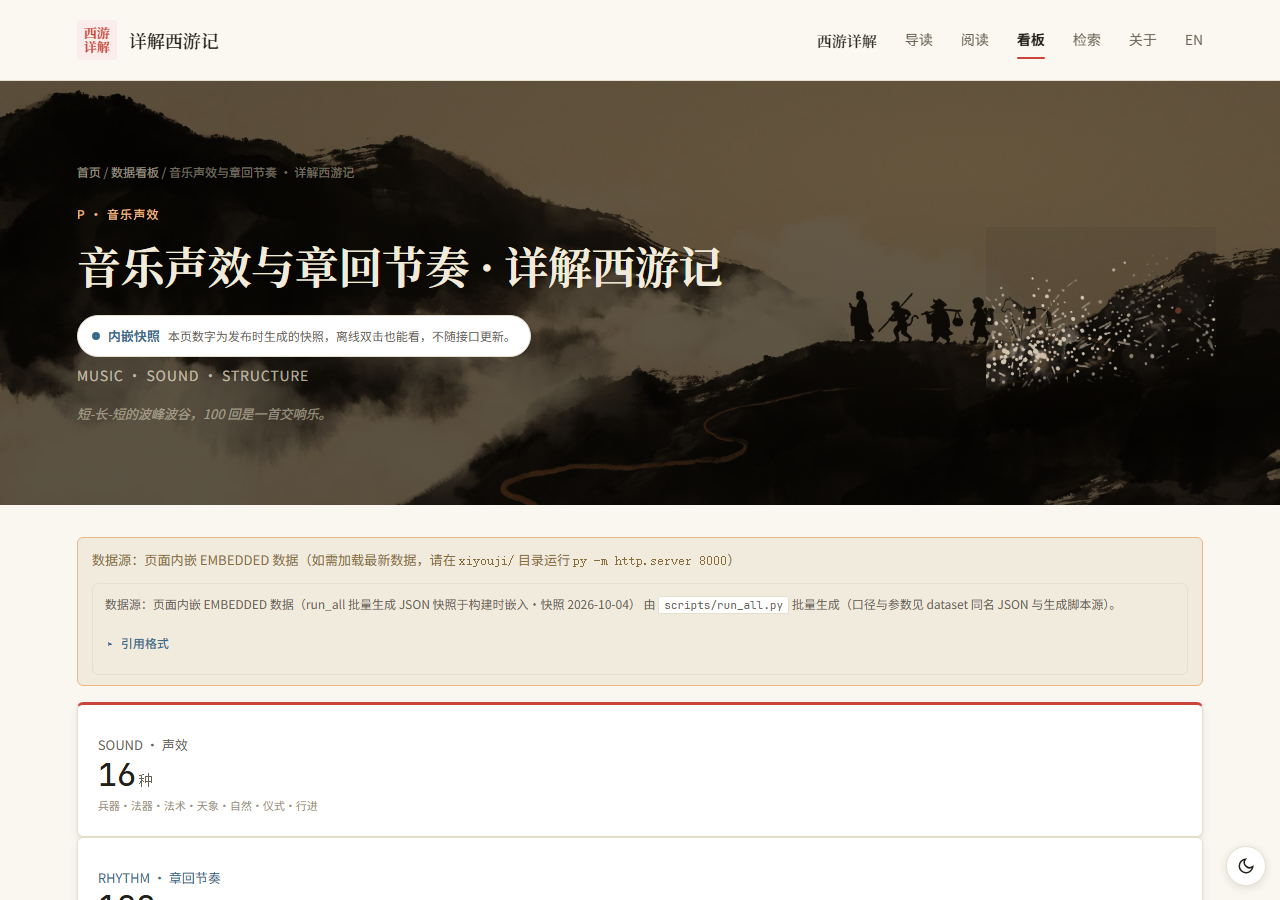 西游
详解
详解西游记
西游详解 导读 阅读 看板 检索 关于 EN
首页 / 数据看板 / 音乐声效与章回节奏 · 详解西游记
P · 音乐声效
音乐声效与章回节奏 · 详解西游记
内嵌快照 本页数字为发布时生成的快照，离线双击也能看，不随接口更新。
MUSIC · SOUND · STRUCTURE
短-长-短的波峰波谷，100 回是一首交响乐。
数据源：页面内嵌 EMBEDDED 数据（如需加载最新数据，请在 xiyouji/ 目录运行 py -m http.server 8000）
数据源：页面内嵌 EMBEDDED 数据（run_all 批量生成 JSON 快照于构建时嵌入 · 快照 2026-10-04） 由 scripts/run_all.py 批量生成（口径与参数见 dataset 同名 JSON 与生成脚本源）。
▸ 引用格式
SOUND · 声效
16 种
兵器 · 法器 · 法术 · 天象 · 自然 · 仪式 · 行进
RHYTHM · 章回节奏